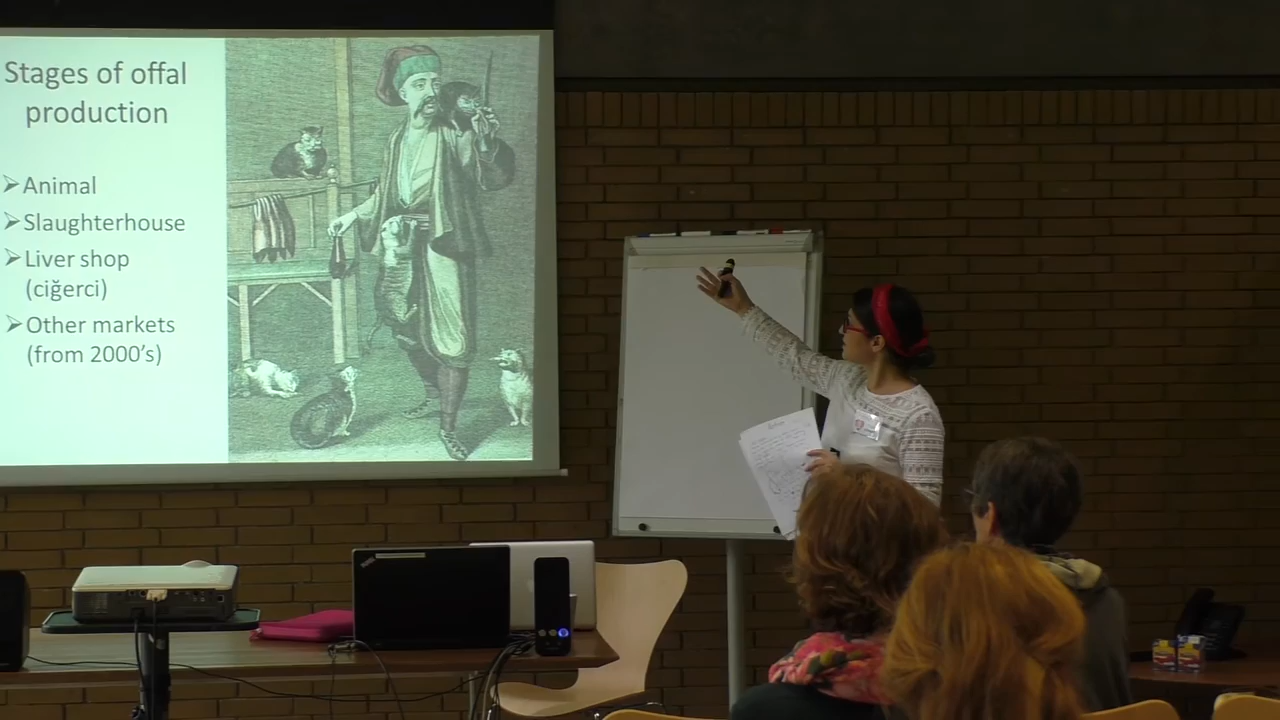 Stages of offal
production
➢Animal
➢Slaughterhouse
➢Liver shop
(ciğerci)
➢Other markets
(from 2000's)